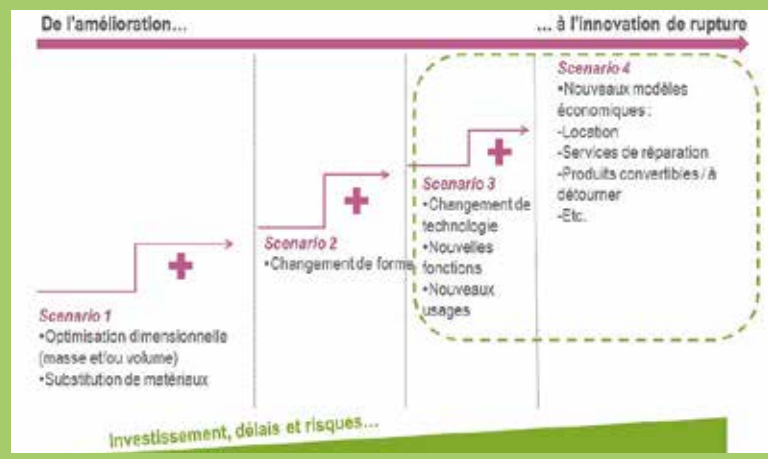 De l'amélioration...
... à l'innovation de rupture
Scenario 1
•Optimisation dimensionnelle
(masse et/ou volume)
•Substitution de matériaux
Scenario 2
•Changement de forme
Scenario 3
•Changement de
technologie
•Nouvelles
fonctions
•Nouveaux
usages
Scenario 4
•Nouveaux modèles
économiques :
-Location
-Services de réparation
-Produits convertibles / à
détourner
-Etc.
Investissement, délais et risques...